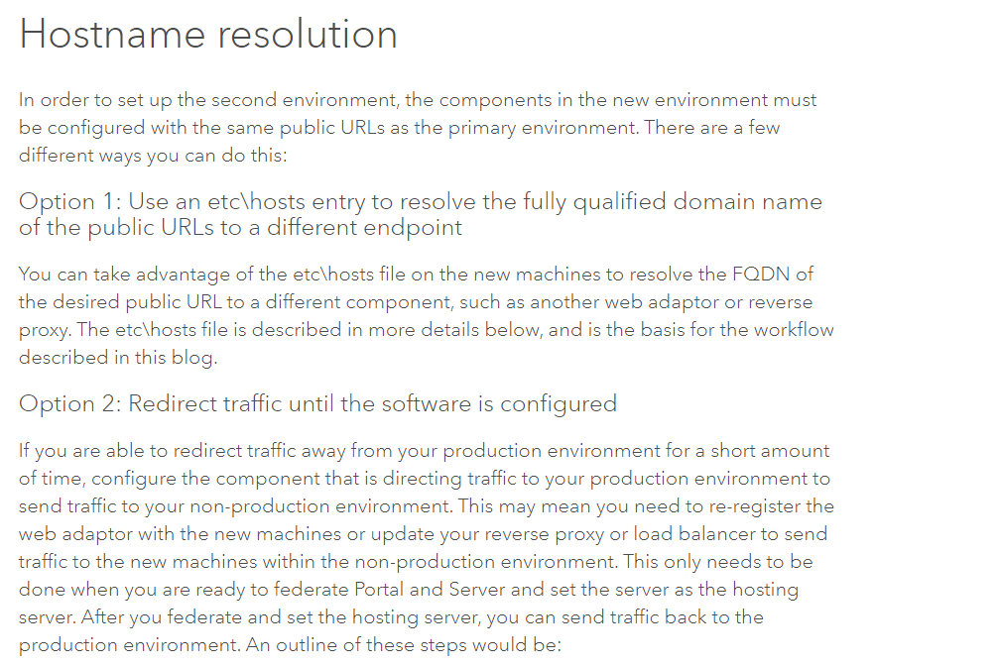 Hostname resolution
In order to set up the second environment, the components in the new environment must
be configured with the same public URLs as the primary environment. There are a few
different ways you can do this:
Option 1: Use an etc\hosts entry to resolve the fully qualified domain name
of the public URLs to a different endpoint
You can take advantage of the etc\hosts file on the new machines to resolve the FQDN of
the desired public URL to a different component, such as another web adaptor or reverse
proxy. The etc\hosts file is described in more details below, and is the basis for the workflow
described in this blog.
Option 2: Redirect traffic until the software is configured
If you are able to redirect traffic away from your production environment for a short amount
of time, configure the component that is directing traffic to your production environment to
send traffic to your non-production environment. This may mean you need to re-register the
web adaptor with the new machines or update your reverse proxy or load balancer to send
traffic to the new machines within the non-production environment. This only needs to be
done when you are ready to federate Portal and Server and set the server as the hosting
server. After you federate and set the hosting server, you can send traffic back to the
production environment. An outline of these steps would be: